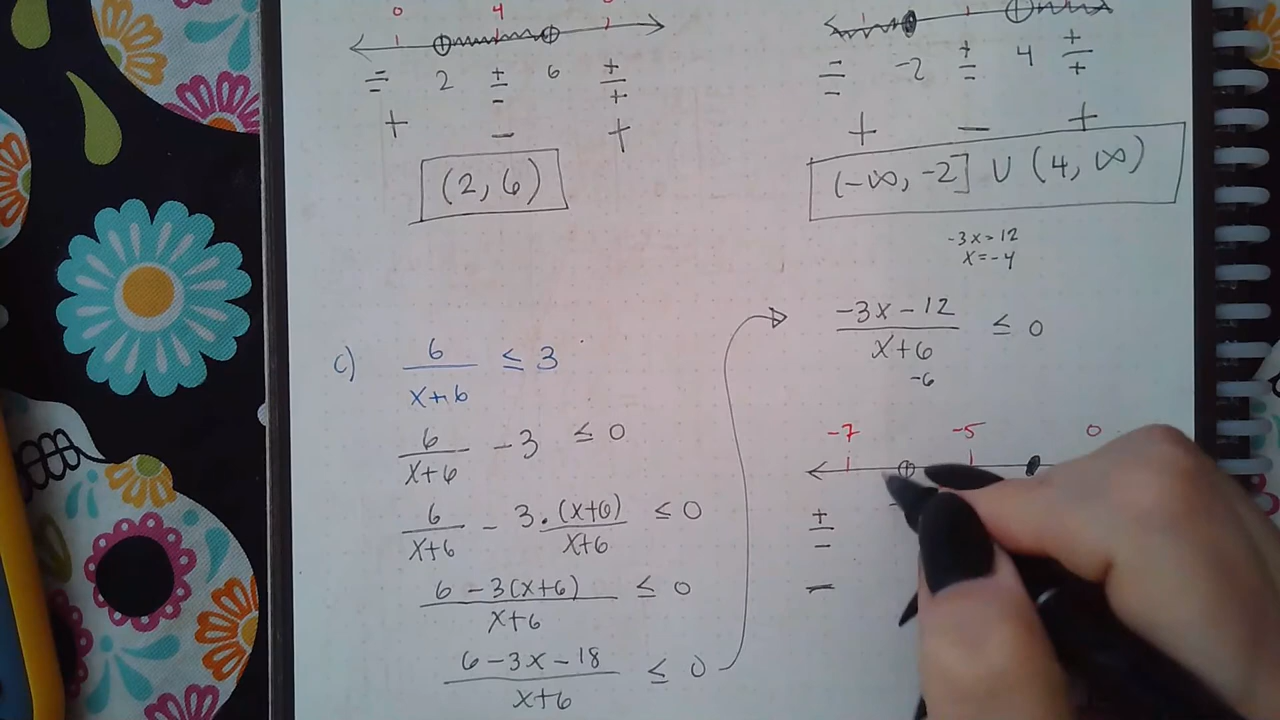 0 4
= 2 + 6 +
- - +
+ - +
(2, 6)
= -2 + 4 +
- - +
+ - +
(-∞, -2] ∪ (4, ∞)
c) 6/(x+6) ≤ 3
6/(x+6) - 3 ≤ 0
6/(x+6) - 3·(x+6)/(x+6) ≤ 0
(6 - 3(x+6))/(x+6) ≤ 0
(6 - 3x - 18)/(x+6) ≤ 0
-3x=12
x=-4
(-3x - 12)/(x+6) ≤ 0
-6
-7 -5 0
+
-
-